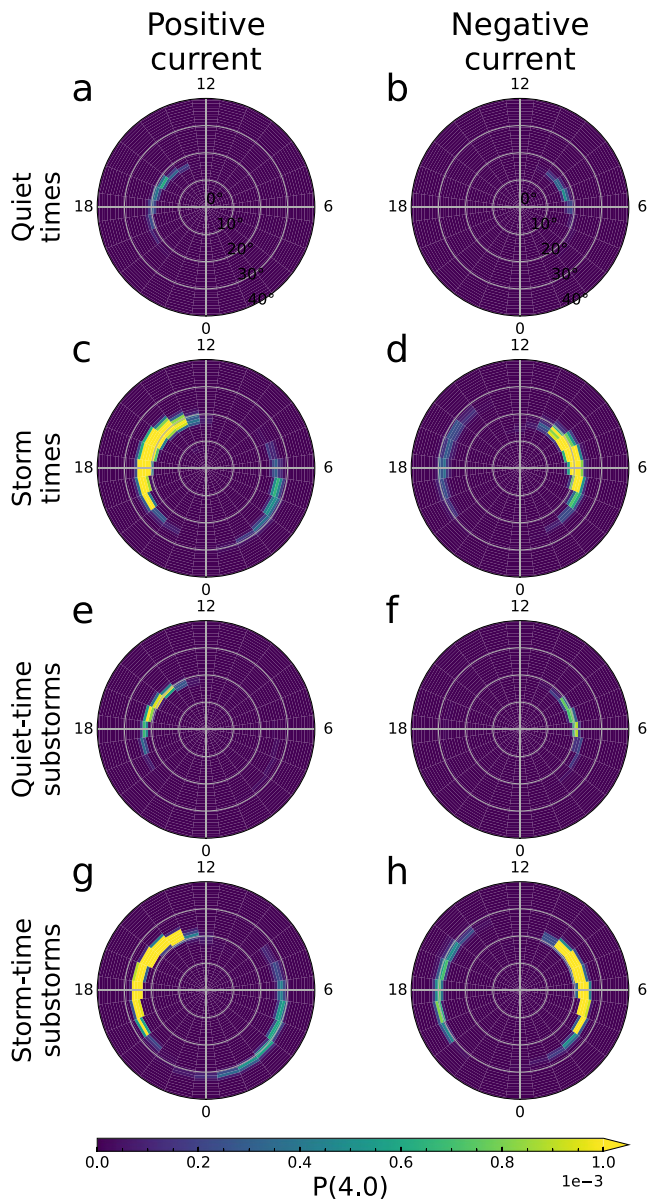 Positive
current
Negative
current
a
12
b
12
Quiet
times
18
0°
10°
20°
30°
40°
6
18
0°
10°
20°
30°
40°
6
0
0
c
12
d
12
Storm
times
18
6
18
6
0
0
e
12
f
12
Quiet-time
substorms
18
6
18
6
0
0
g
12
h
12
Storm-time
substorms
18
6
18
6
0
0
0.0 0.2 0.4 0.6 0.8 1.0
1e−3
P(4.0)